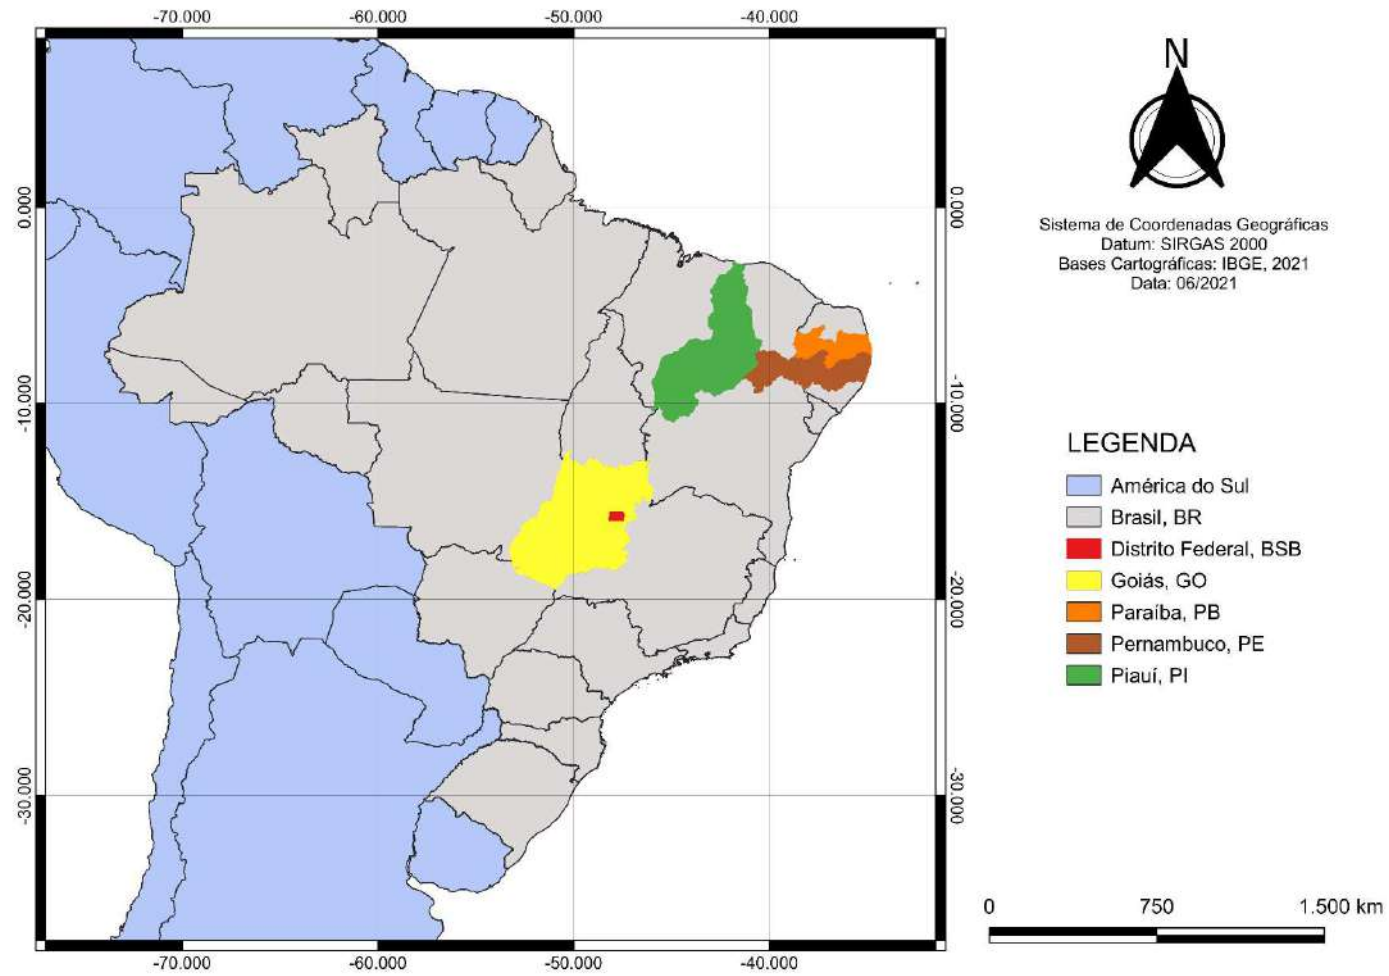 -70.000 -60.000 -50.000 -40.000
0.000 0.000
-10.000 -10.000
-20.000 -20.000
-30.000 -30.000
-70.000 -60.000 -50.000 -40.000
N
Sistema de Coordenadas Geográficas
Datum: SIRGAS 2000
Bases Cartográficas: IBGE, 2021
Data: 06/2021
LEGENDA
América do Sul
Brasil, BR
Distrito Federal, BSB
Goiás, GO
Paraíba, PB
Pernambuco, PE
Piauí, PI
0 750 1.500 km